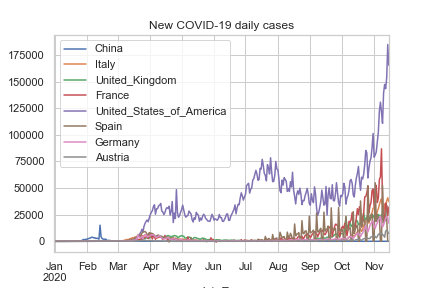 New COVID-19 daily cases
China
Italy
United_Kingdom
France
United_States_of_America
Spain
Germany
Austria
175000
150000
125000
100000
75000
50000
25000
0
Jan Feb Mar Apr May Jun Jul Aug Sep Oct Nov
2020